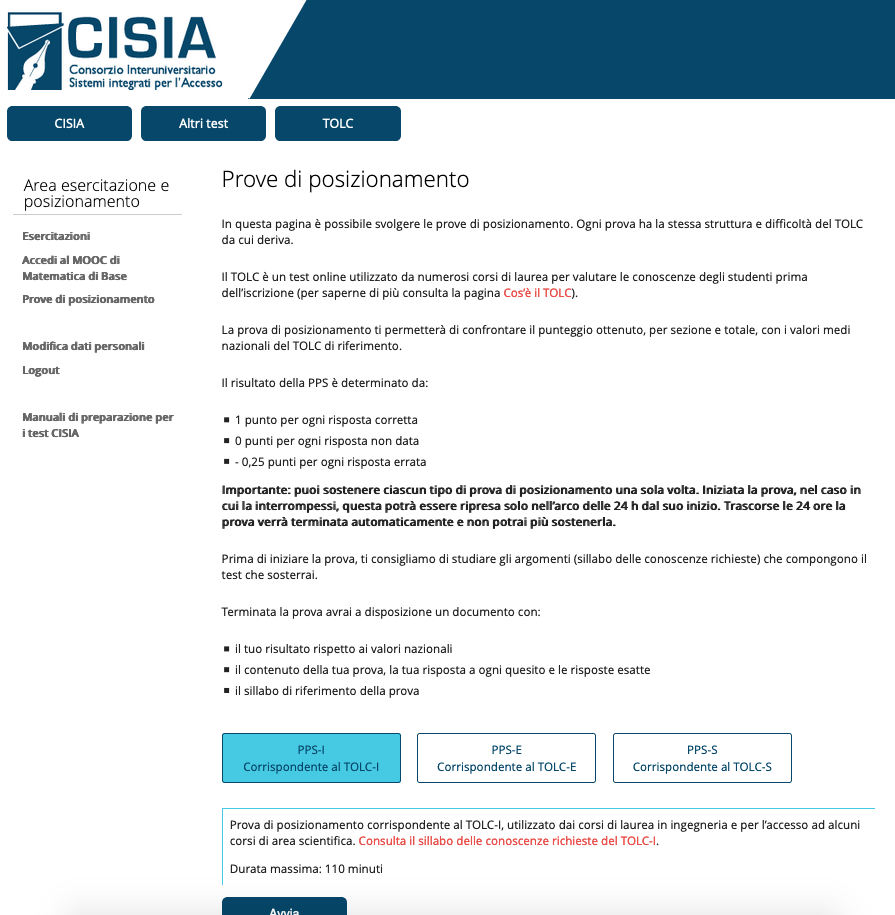 CISIA
Consorzio Interuniversitario
Sistemi integrati per l'Accesso
CISIA
Altri test
TOLC
Area esercitazione e
posizionamento
Esercitazioni
Accedi al MOOC di
Matematica di Base
Prove di posizionamento
Modifica dati personali
Logout
Manuali di preparazione per
i test CISIA
Prove di posizionamento
In questa pagina è possibile svolgere le prove di posizionamento. Ogni prova ha la stessa struttura e difficoltà del TOLC
da cui deriva.
Il TOLC è un test online utilizzato da numerosi corsi di laurea per valutare le conoscenze degli studenti prima
dell'iscrizione (per saperne di più consulta la pagina Cos'è il TOLC).
La prova di posizionamento ti permetterà di confrontare il punteggio ottenuto, per sezione e totale, con i valori medi
nazionali del TOLC di riferimento.
Il risultato della PPS è determinato da:
1 punto per ogni risposta corretta
0 punti per ogni risposta non data
- 0,25 punti per ogni risposta errata
Importante: puoi sostenere ciascun tipo di prova di posizionamento una sola volta. Iniziata la prova, nel caso in
cui la interrompessi, questa potrà essere ripresa solo nell'arco delle 24 h dal suo inizio. Trascorse le 24 ore la
prova verrà terminata automaticamente e non potrai più sostenerla.
Prima di iniziare la prova, ti consigliamo di studiare gli argomenti (sillabo delle conoscenze richieste) che compongono il
test che sosterrai.
Terminata la prova avrai a disposizione un documento con:
il tuo risultato rispetto ai valori nazionali
il contenuto della tua prova, la tua risposta a ogni quesito e le risposte esatte
il sillabo di riferimento della prova
PPS-I
Corrispondente al TOLC-I
PPS-E
Corrispondente al TOLC-E
PPS-S
Corrispondente al TOLC-S
Prova di posizionamento corrispondente al TOLC-I, utilizzato dai corsi di laurea in ingegneria e per l'accesso ad alcuni
corsi di area scientifica. Consulta il sillabo delle conoscenze richieste del TOLC-I.
Durata massima: 110 minuti
Avvia